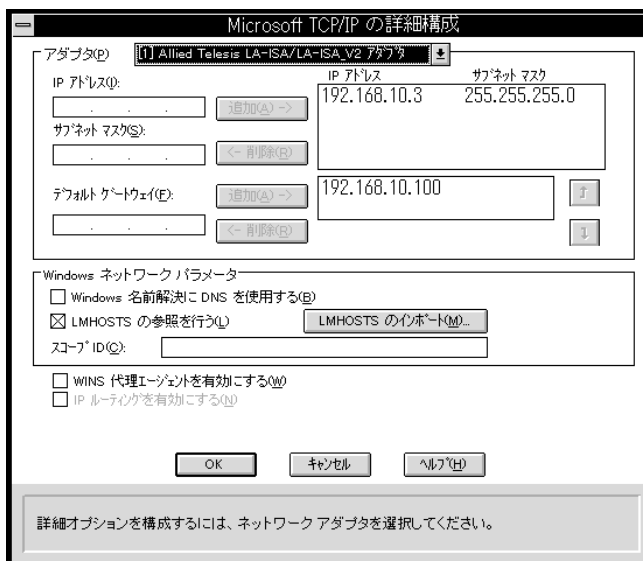 Microsoft TCP/IP の詳細構成
アダプタ(P) [1] Allied Telesis LA-ISA/LA-ISA_V2 アダプタ
IP アドレス(I):
IP アドレス サブネット マスク
192.168.10.3 255.255.255.0
追加(A) ->
サブネット マスク(S):
<- 削除(R)
デフォルト ゲートウェイ(F):
追加(A) ->
192.168.10.100
<- 削除(R)
Windows ネットワーク パラメーター
Windows 名前解決に DNS を使用する(B)
LMHOSTS の参照を行う(L) LMHOSTS のインポート(M)...
スコープ ID(C):
WINS 代理エージェントを有効にする(W)
IP ルーティングを有効にする(N)
OK キャンセル ヘルプ(H)
詳細オプションを構成するには、ネットワーク アダプタを選択してください。